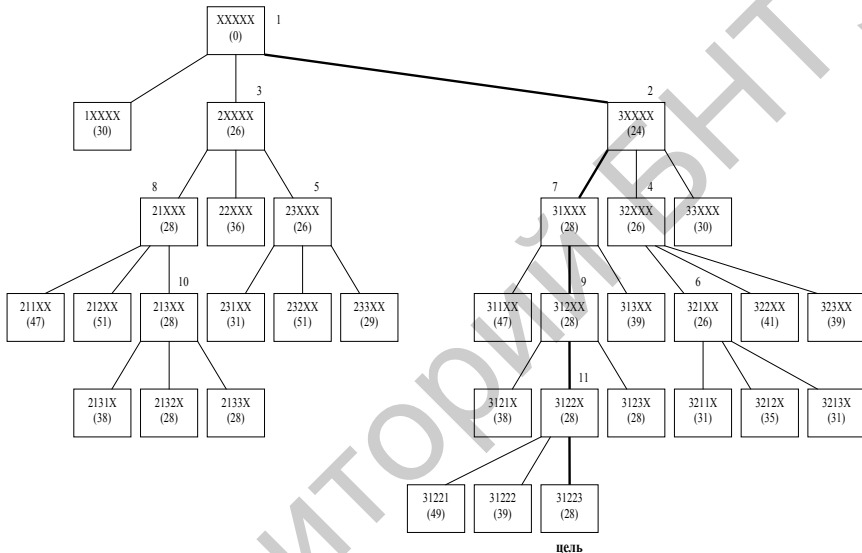 XXXXX 1
(0)
3 2
1XXXX 2XXXX 3XXXX
(30) (26) (24)
8 5 7 4
21XXX 22XXX 23XXX 31XXX 32XXX 33XXX
(28) (36) (26) (28) (26) (30)
10 9 6
211XX 212XX 213XX 231XX 232XX 233XX 311XX 312XX 313XX 321XX 322XX 323XX
(47) (51) (28) (31) (51) (29) (47) (28) (39) (26) (41) (39)
11
2131X 2132X 2133X 3121X 3122X 3123X 3211X 3212X 3213X
(38) (28) (28) (38) (28) (28) (31) (35) (31)
31221 31222 31223
(49) (39) (28)
цель